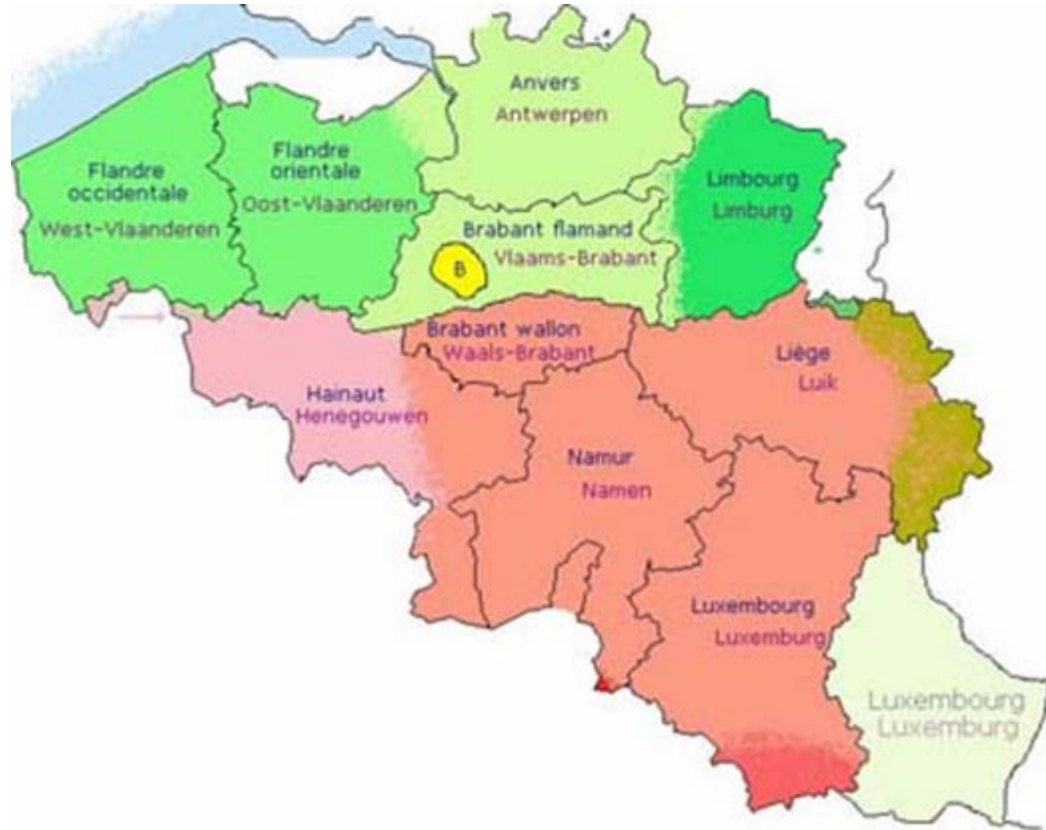 Anvers
Antwerpen
Flandre
occidentale
West-Vlaanderen
Flandre
orientale
Oost-Vlaanderen
Limbourg
Limburg
Brabant flamand
Vlaams-Brabant
B
Brabant wallon
Waals-Brabant
Liège
Luik
Hainaut
Henegouwen
Namur
Namen
Luxembourg
Luxemburg
Luxembourg
Luxemburg